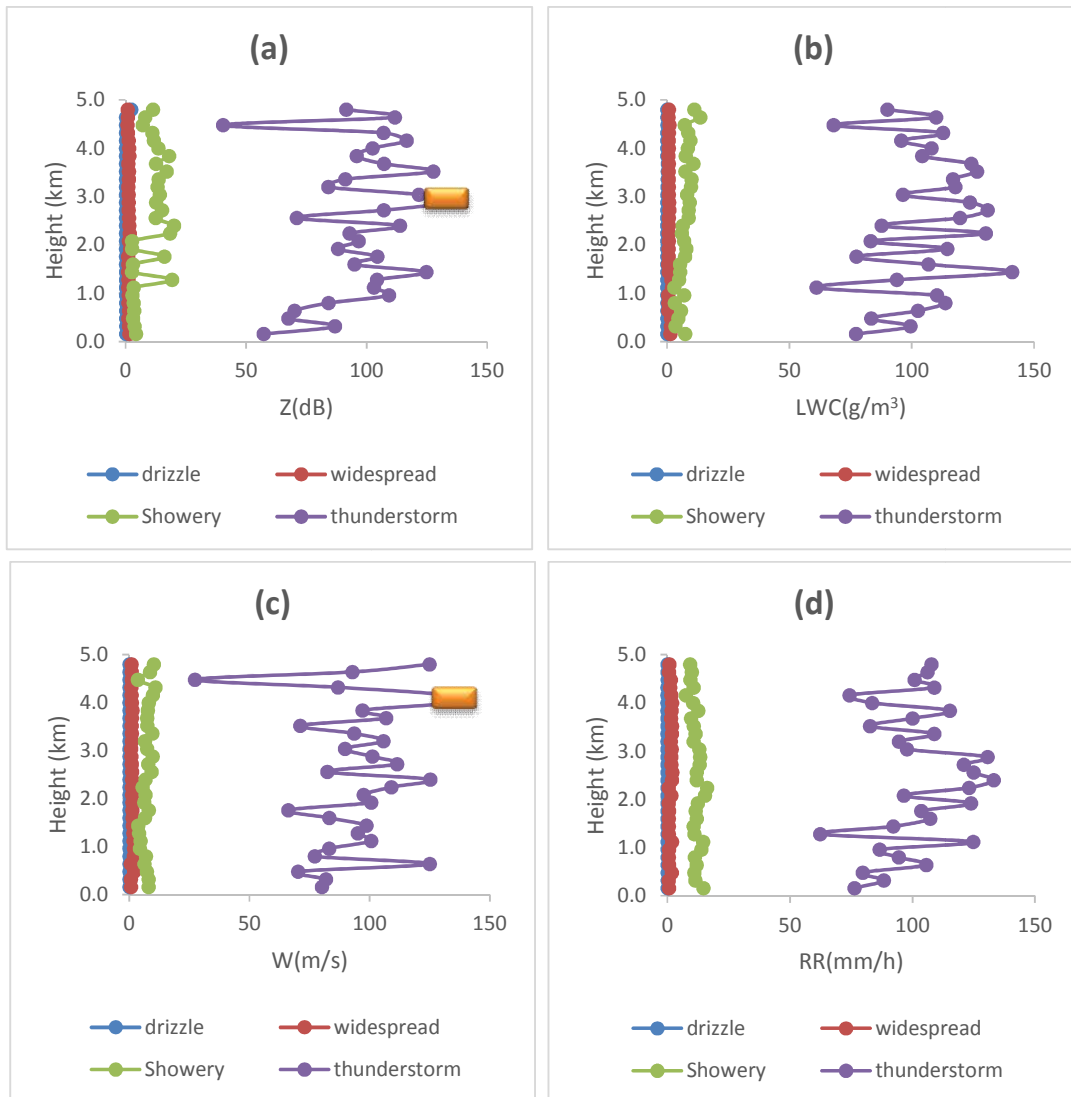 (a)
5.0
4.0
3.0
2.0
1.0
0.0
Height (km)
0 50 100 150
Z(dB)
drizzle widespread
Showery thunderstorm
(b)
5.0
4.0
3.0
2.0
1.0
0.0
Height (km)
0 50 100 150
LWC(g/m³)
drizzle widespread
Showery thunderstorm
(c)
5.0
4.0
3.0
2.0
1.0
0.0
Height (km)
0 50 100 150
W(m/s)
drizzle widespread
Showery thunderstorm
(d)
5.0
4.0
3.0
2.0
1.0
0.0
Height (km)
0 50 100 150
RR(mm/h)
drizzle widespread
Showery thunderstorm